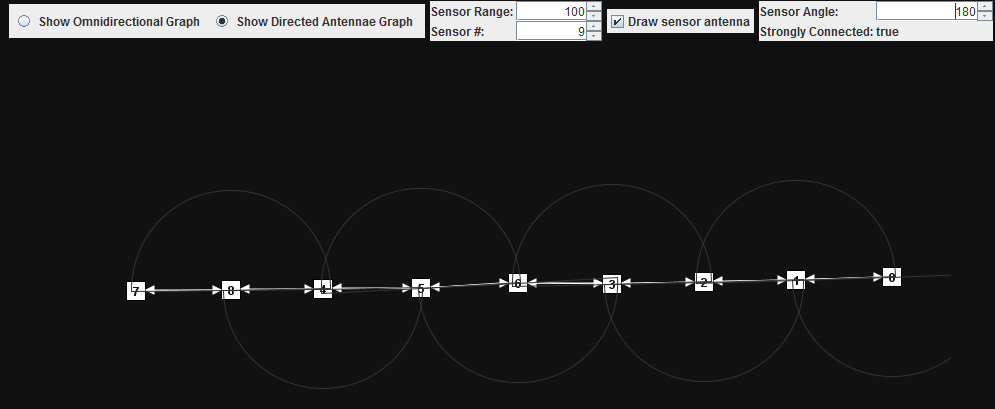 Show Omnidirectional Graph
Show Directed Antennae Graph
Sensor Range: 100
Sensor #: 9
Draw sensor antenna
Sensor Angle: 180
Strongly Connected: true
7 8 4 5 6 3 2 1 0